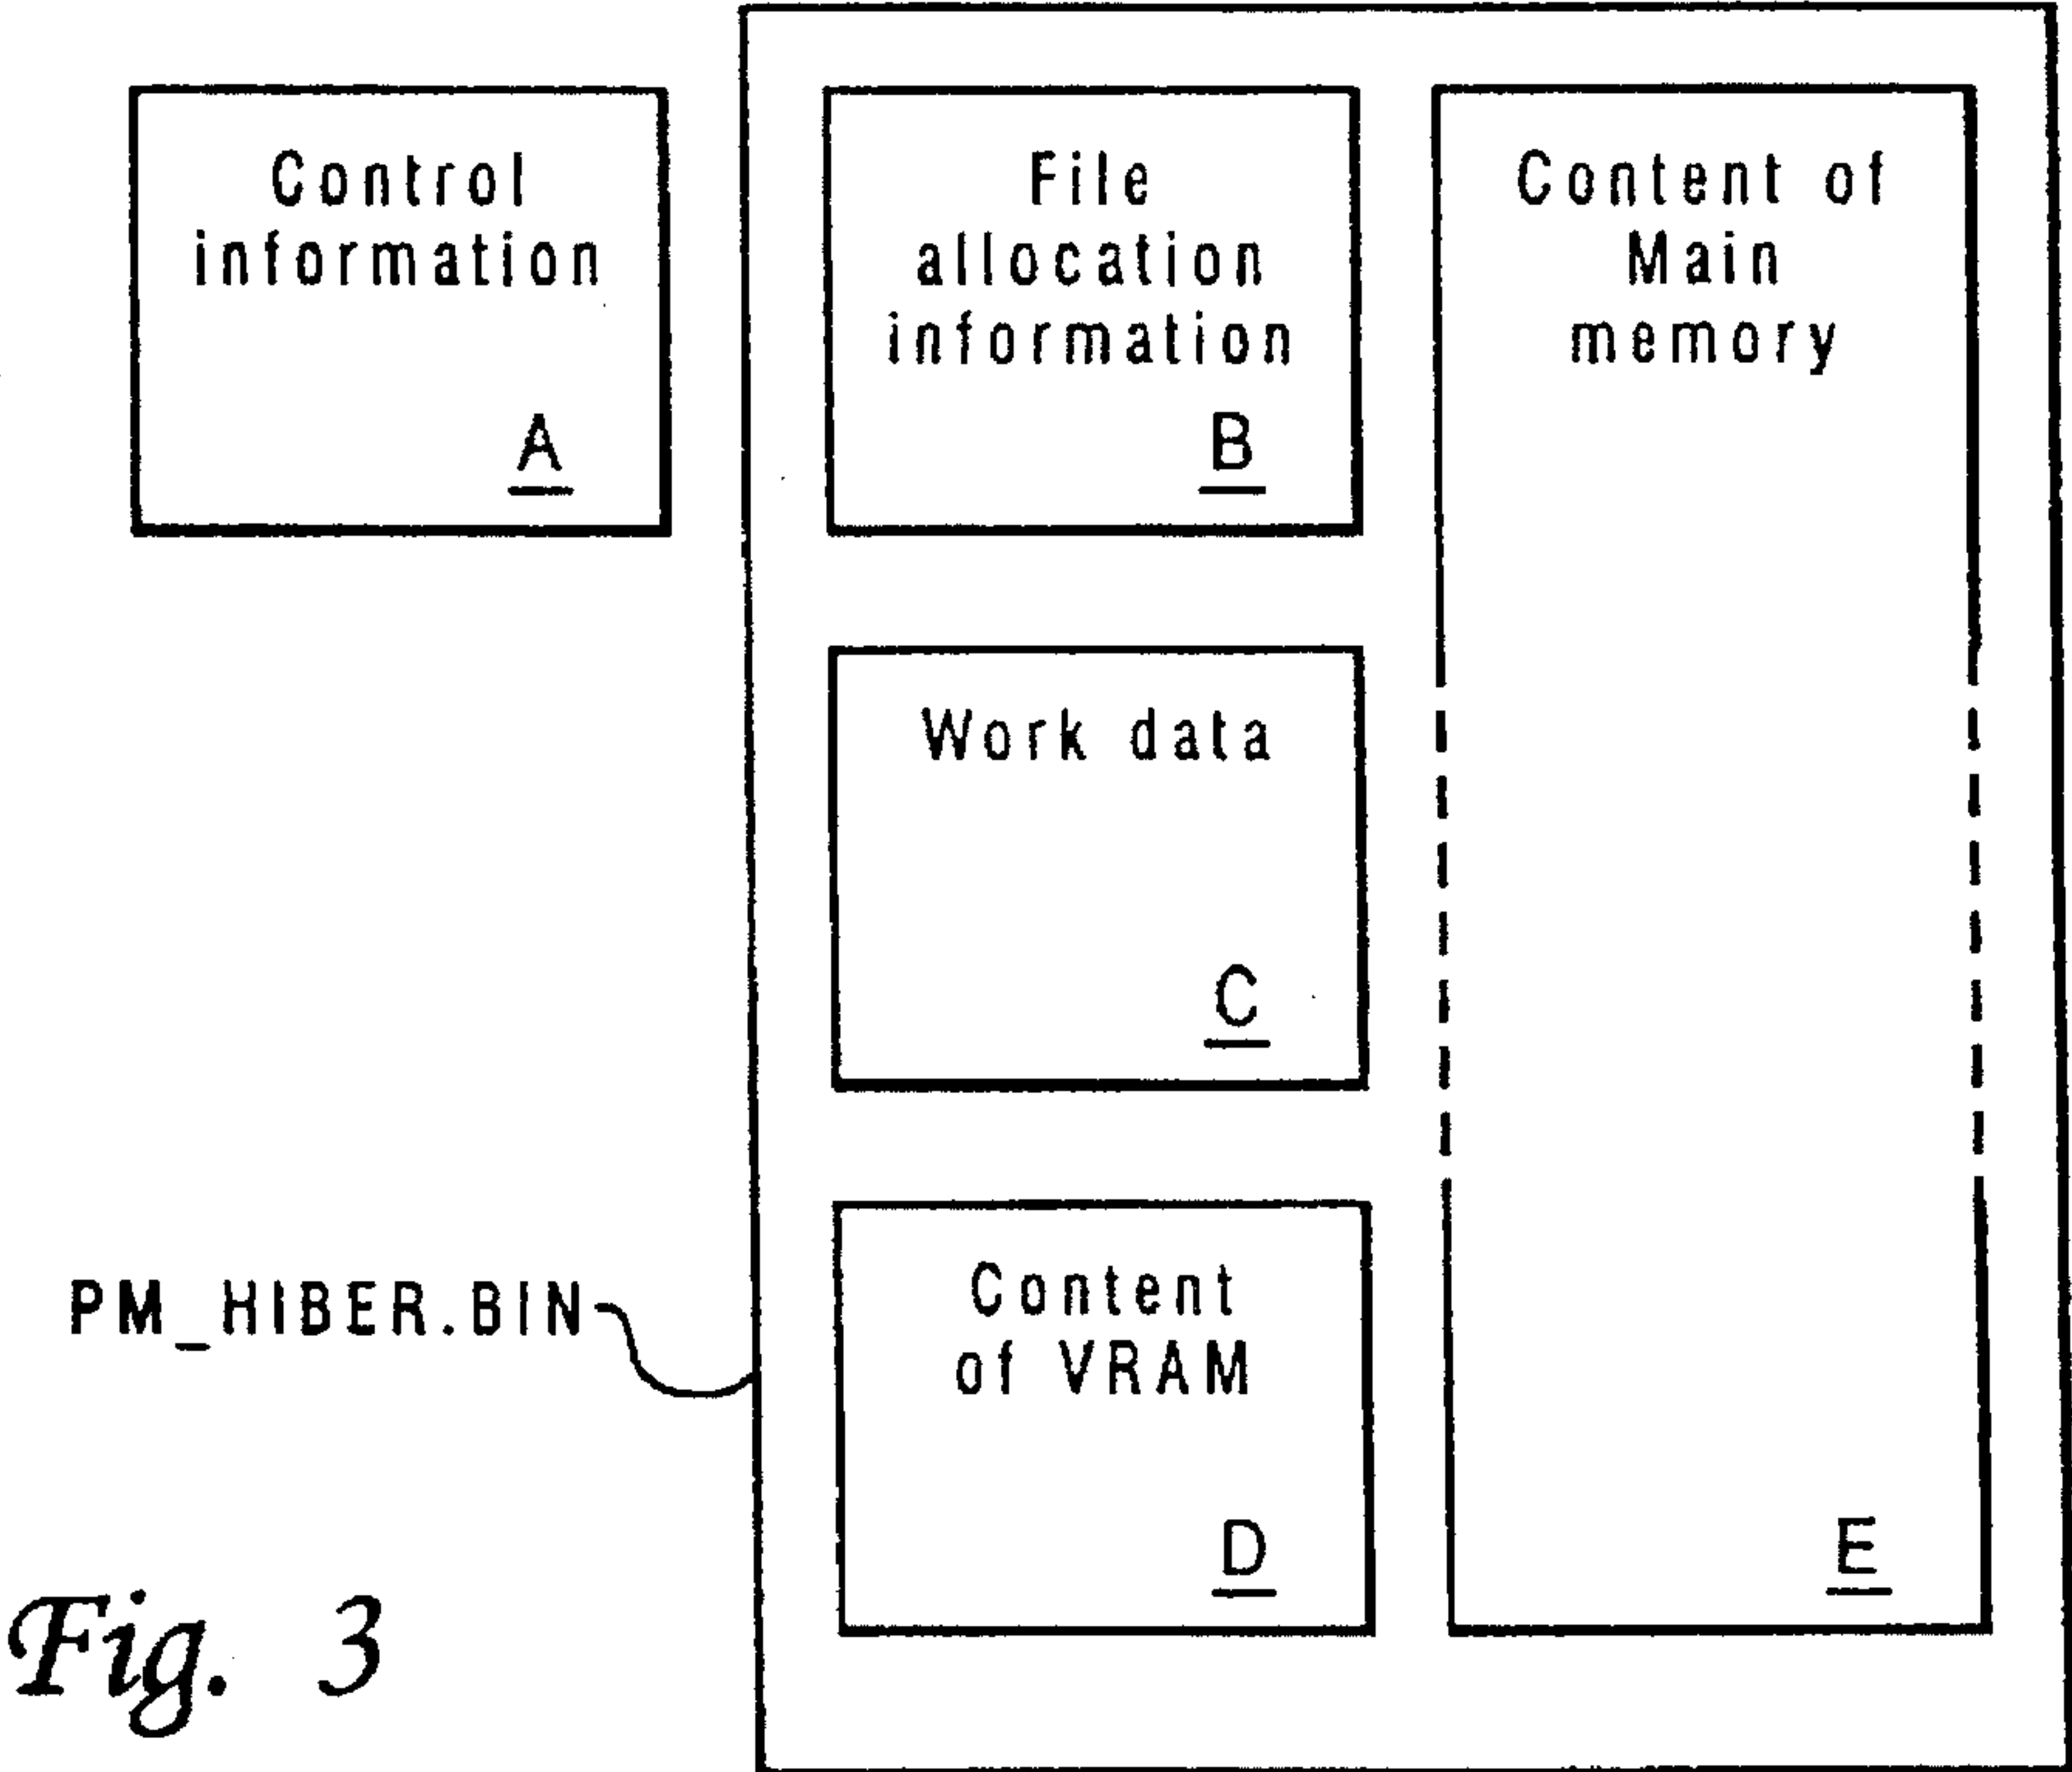 Control
information
A
File
allocation
information
B
Content of
Main
memory
Work data
C
Content
of VRAM
D
E
PM_HIBER.BIN
Fig. 3